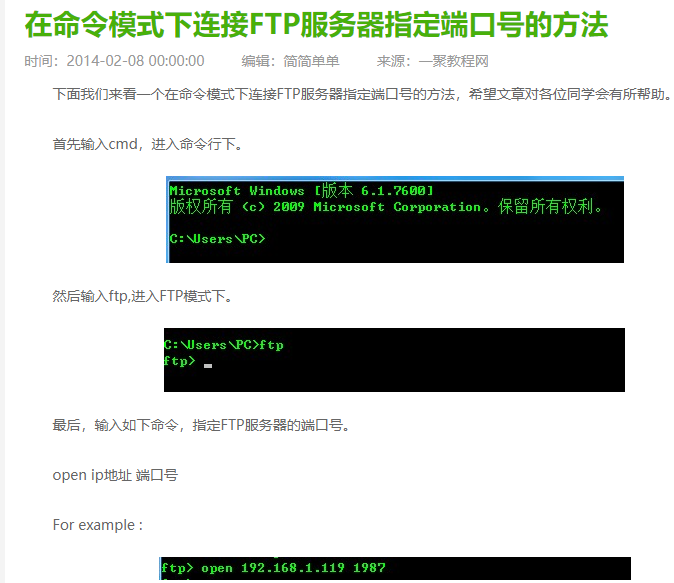 在命令模式下连接FTP服务器指定端口号的方法
时间：2014-02-08 00:00:00 编辑：简简单单 来源：一聚教程网
下面我们来看一个在命令模式下连接FTP服务器指定端口号的方法，希望文章对各位同学会有所帮助。
首先输入cmd，进入命令行下。
Microsoft Windows [版本 6.1.7600]
版权所有 (c) 2009 Microsoft Corporation。保留所有权利。
C:\Users\PC>
然后输入ftp,进入FTP模式下。
C:\Users\PC>ftp
ftp>
最后，输入如下命令，指定FTP服务器的端口号。
open ip地址 端口号
For example :
ftp> open 192.168.1.119 1987